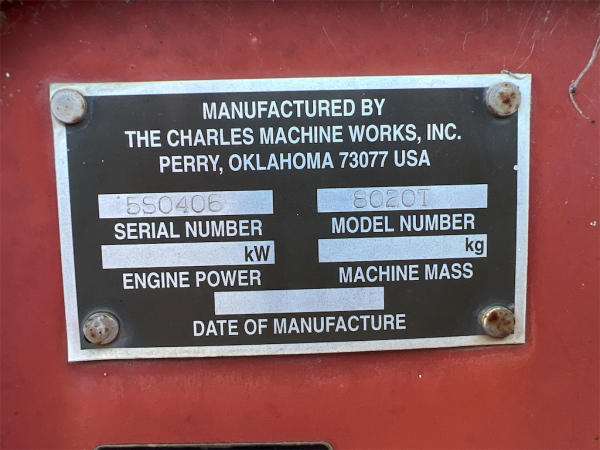 MANUFACTURED BY
THE CHARLES MACHINE WORKS, INC.
PERRY, OKLAHOMA 73077 USA
5S0406 8020T
SERIAL NUMBER MODEL NUMBER
kW kg
ENGINE POWER MACHINE MASS
DATE OF MANUFACTURE